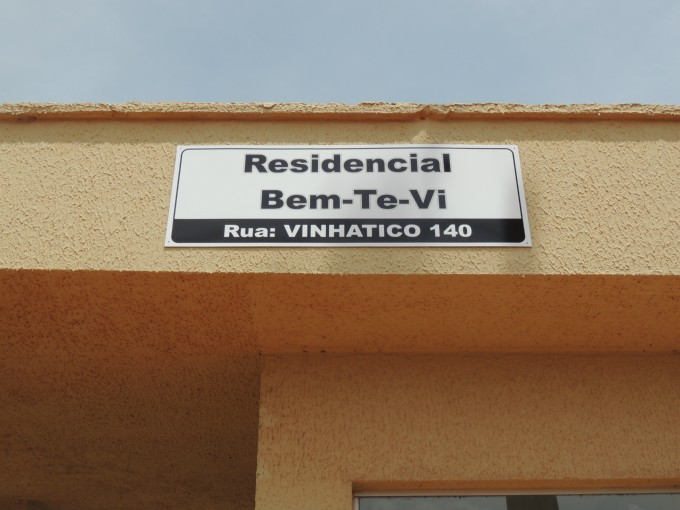 Residencial
Bem-Te-Vi
Rua: VINHATICO 140